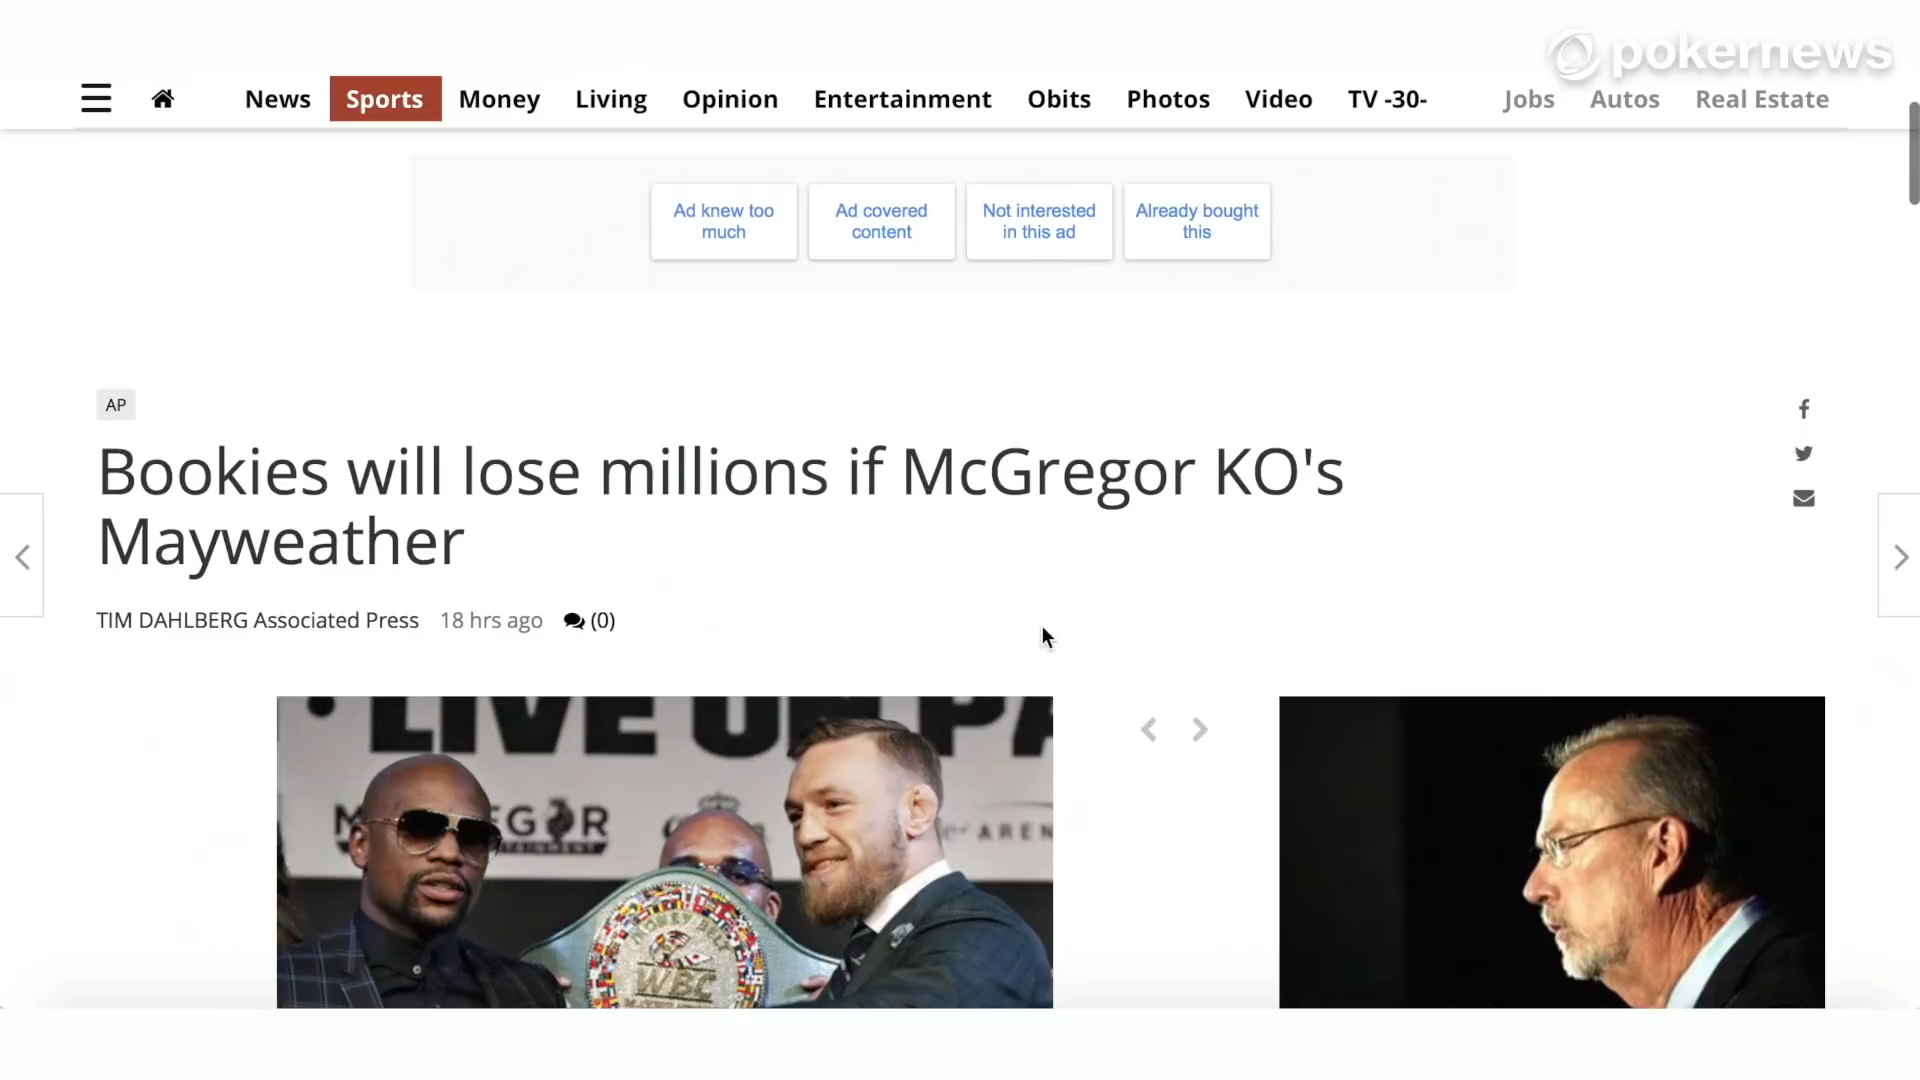 pokernews
News Sports Money Living Opinion Entertainment Obits Photos Video TV -30- Jobs Autos Real Estate
Ad knew too much
Ad covered content
Not interested in this ad
Already bought this
AP
Bookies will lose millions if McGregor KO's
Mayweather
TIM DAHLBERG Associated Press 18 hrs ago (0)
LIVE
WBC